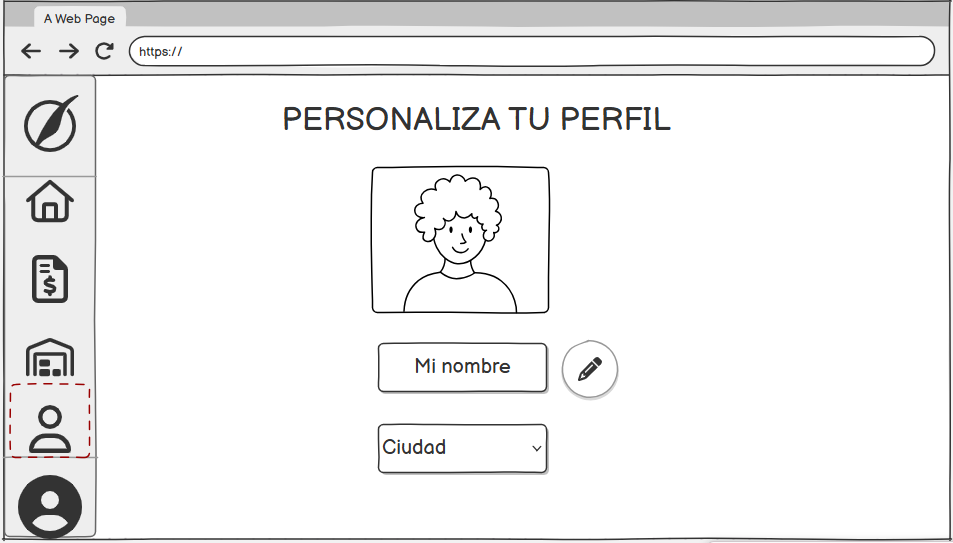 A Web Page
https://
PERSONALIZA TU PERFIL
$
Mi nombre
Ciudad